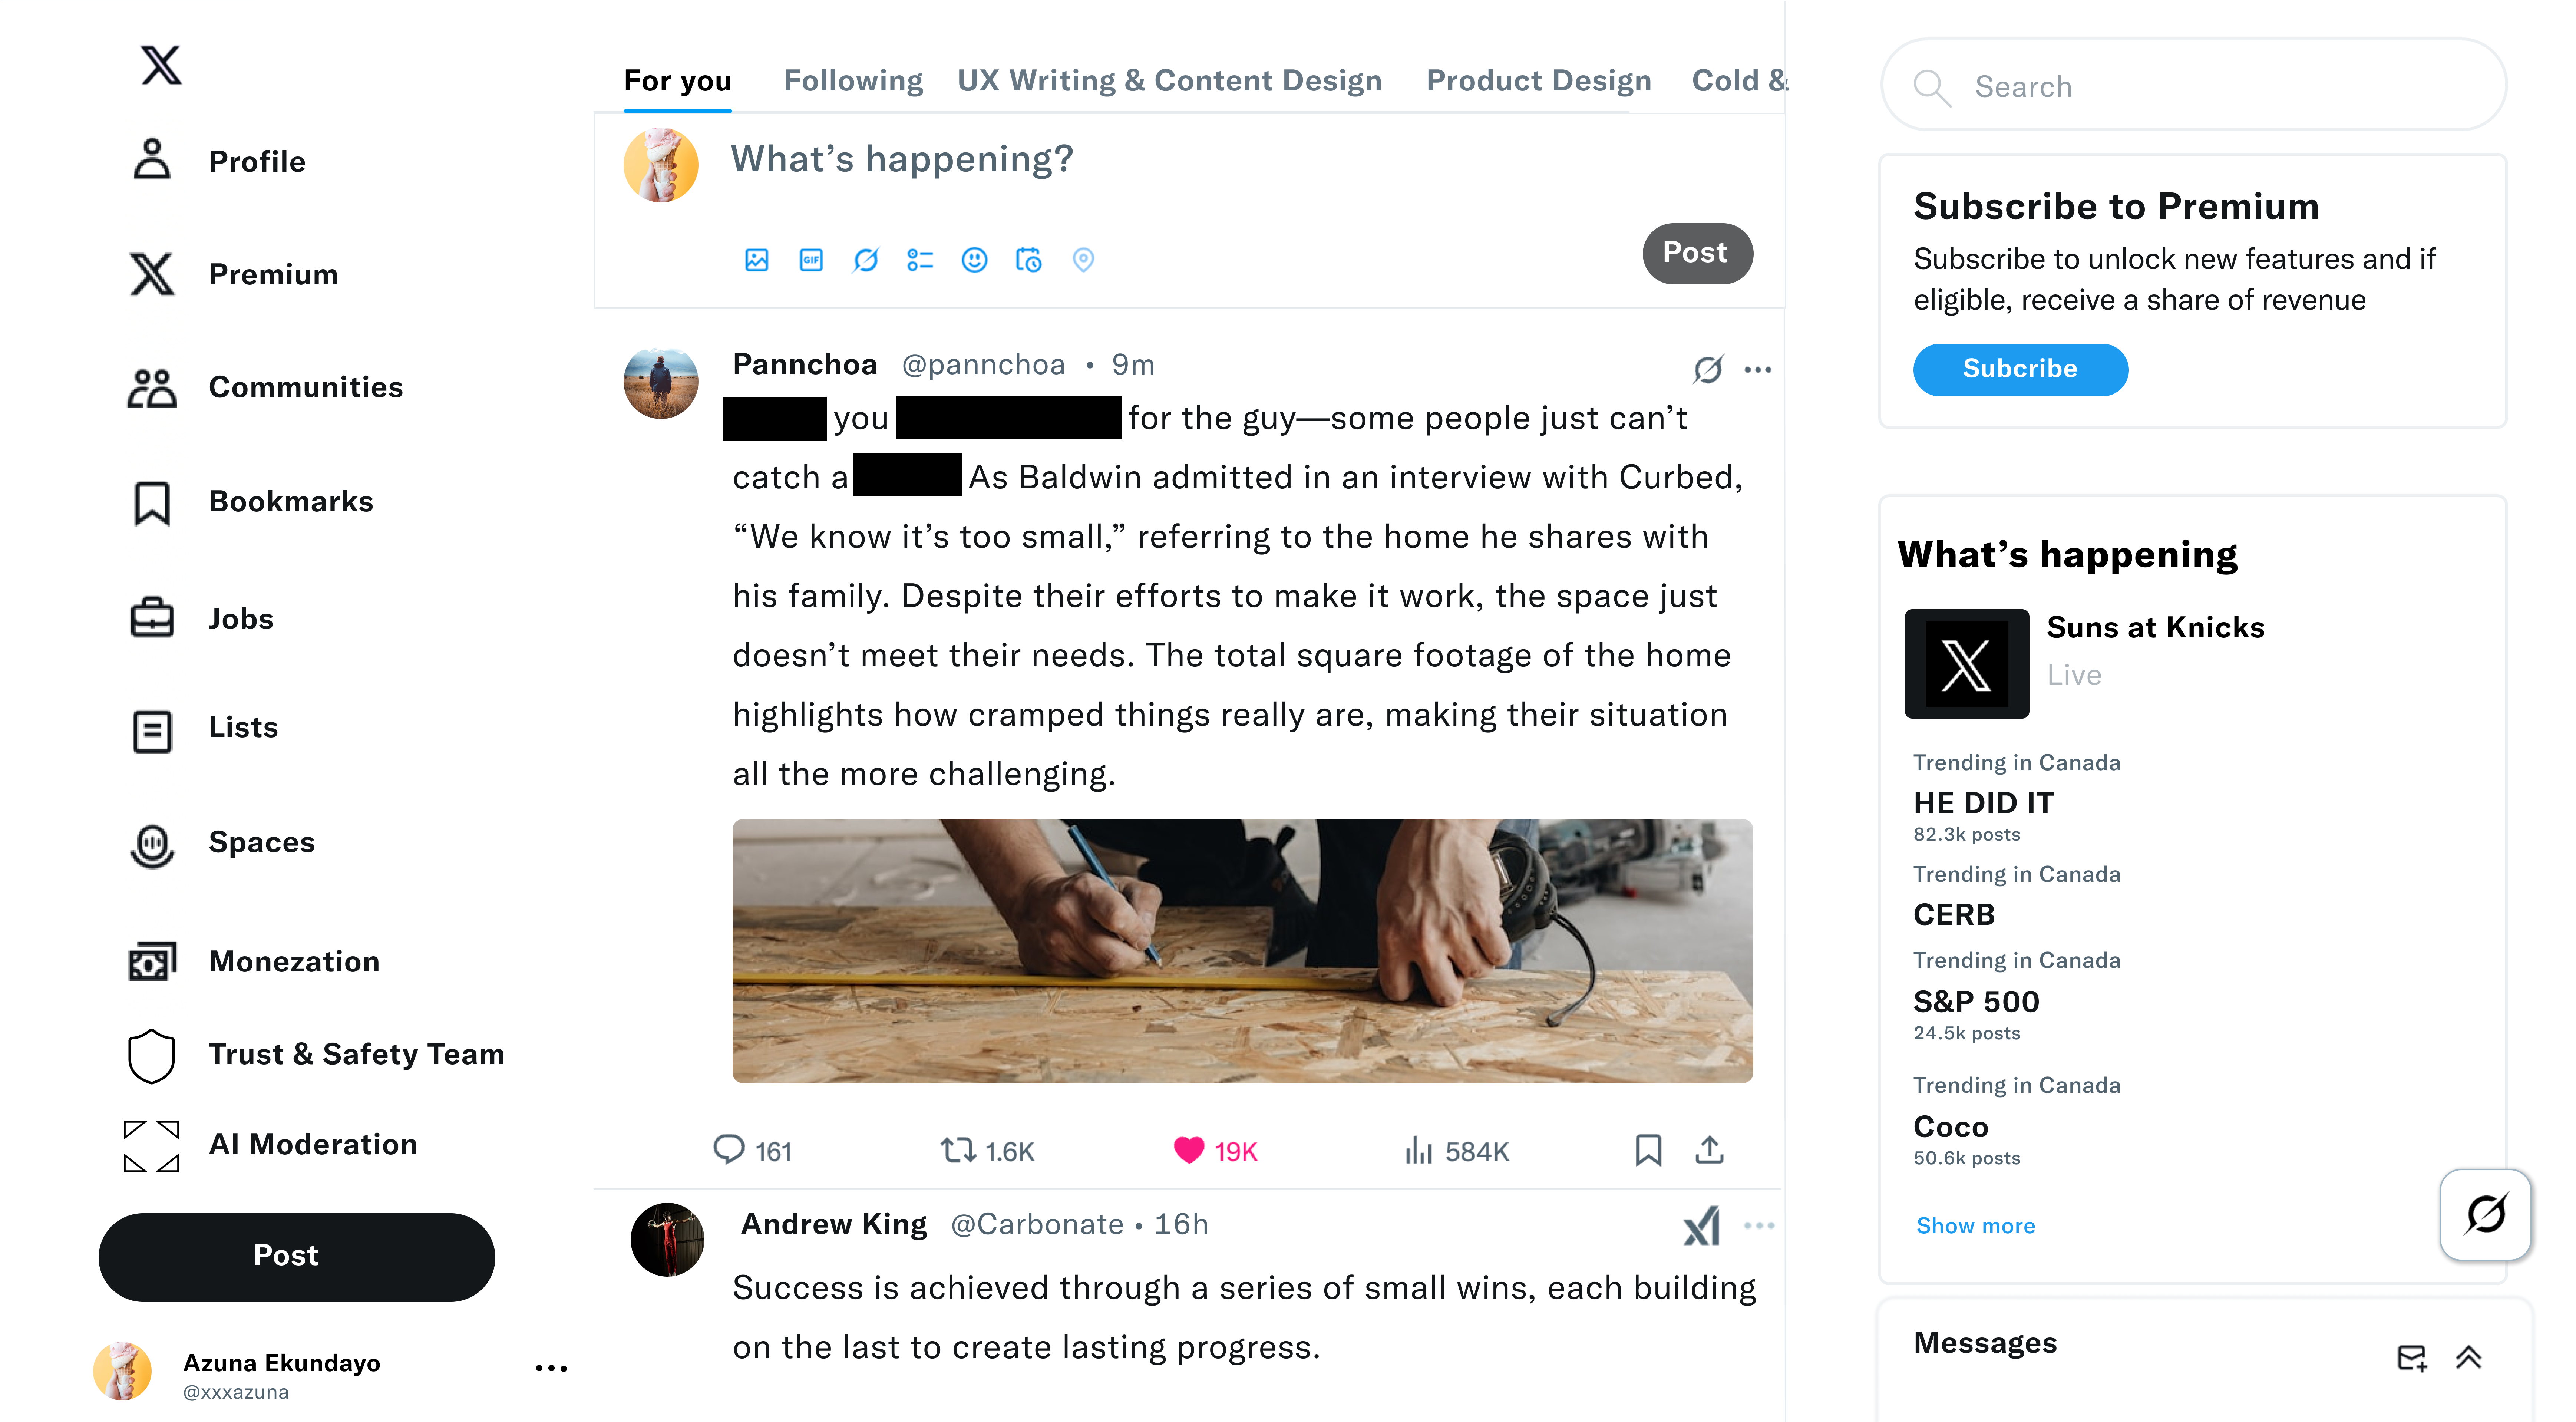 Profile
Premium
Communities
Bookmarks
Jobs
Lists
Spaces
Monezation
Trust & Safety Team
AI Moderation
Post
Azuna Ekundayo
@xxxazuna
For you Following UX Writing & Content Design Product Design Cold &
What’s happening?
GIF
Post
Pannchoa @pannchoa • 9m
you for the guy—some people just can’t
catch a As Baldwin admitted in an interview with Curbed,
“We know it’s too small,” referring to the home he shares with
his family. Despite their efforts to make it work, the space just
doesn’t meet their needs. The total square footage of the home
highlights how cramped things really are, making their situation
all the more challenging.
161 1.6K 19K 584K
Andrew King @Carbonate • 16h
Success is achieved through a series of small wins, each building
on the last to create lasting progress.
Search
Subscribe to Premium
Subscribe to unlock new features and if
eligible, receive a share of revenue
Subcribe
What’s happening
Suns at Knicks
Live
Trending in Canada
HE DID IT
82.3k posts
Trending in Canada
CERB
Trending in Canada
S&P 500
24.5k posts
Trending in Canada
Coco
50.6k posts
Show more
Messages